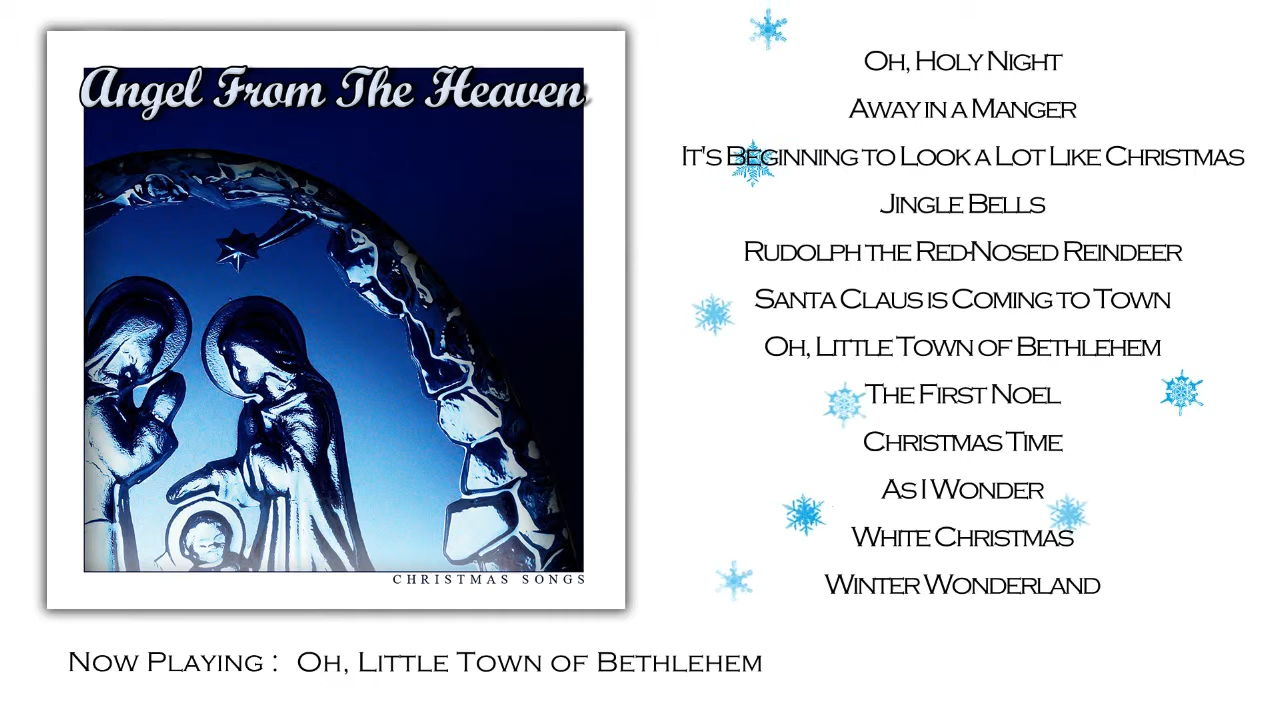 Angel From The Heaven
CHRISTMAS SONGS
OH, HOLY NIGHT
AWAY IN A MANGER
IT'S BEGINNING TO LOOK A LOT LIKE CHRISTMAS
JINGLE BELLS
RUDOLPH THE RED-NOSED REINDEER
SANTA CLAUS IS COMING TO TOWN
OH, LITTLE TOWN OF BETHLEHEM
THE FIRST NOEL
CHRISTMAS TIME
AS I WONDER
WHITE CHRISTMAS
WINTER WONDERLAND
NOW PLAYING : OH, LITTLE TOWN OF BETHLEHEM